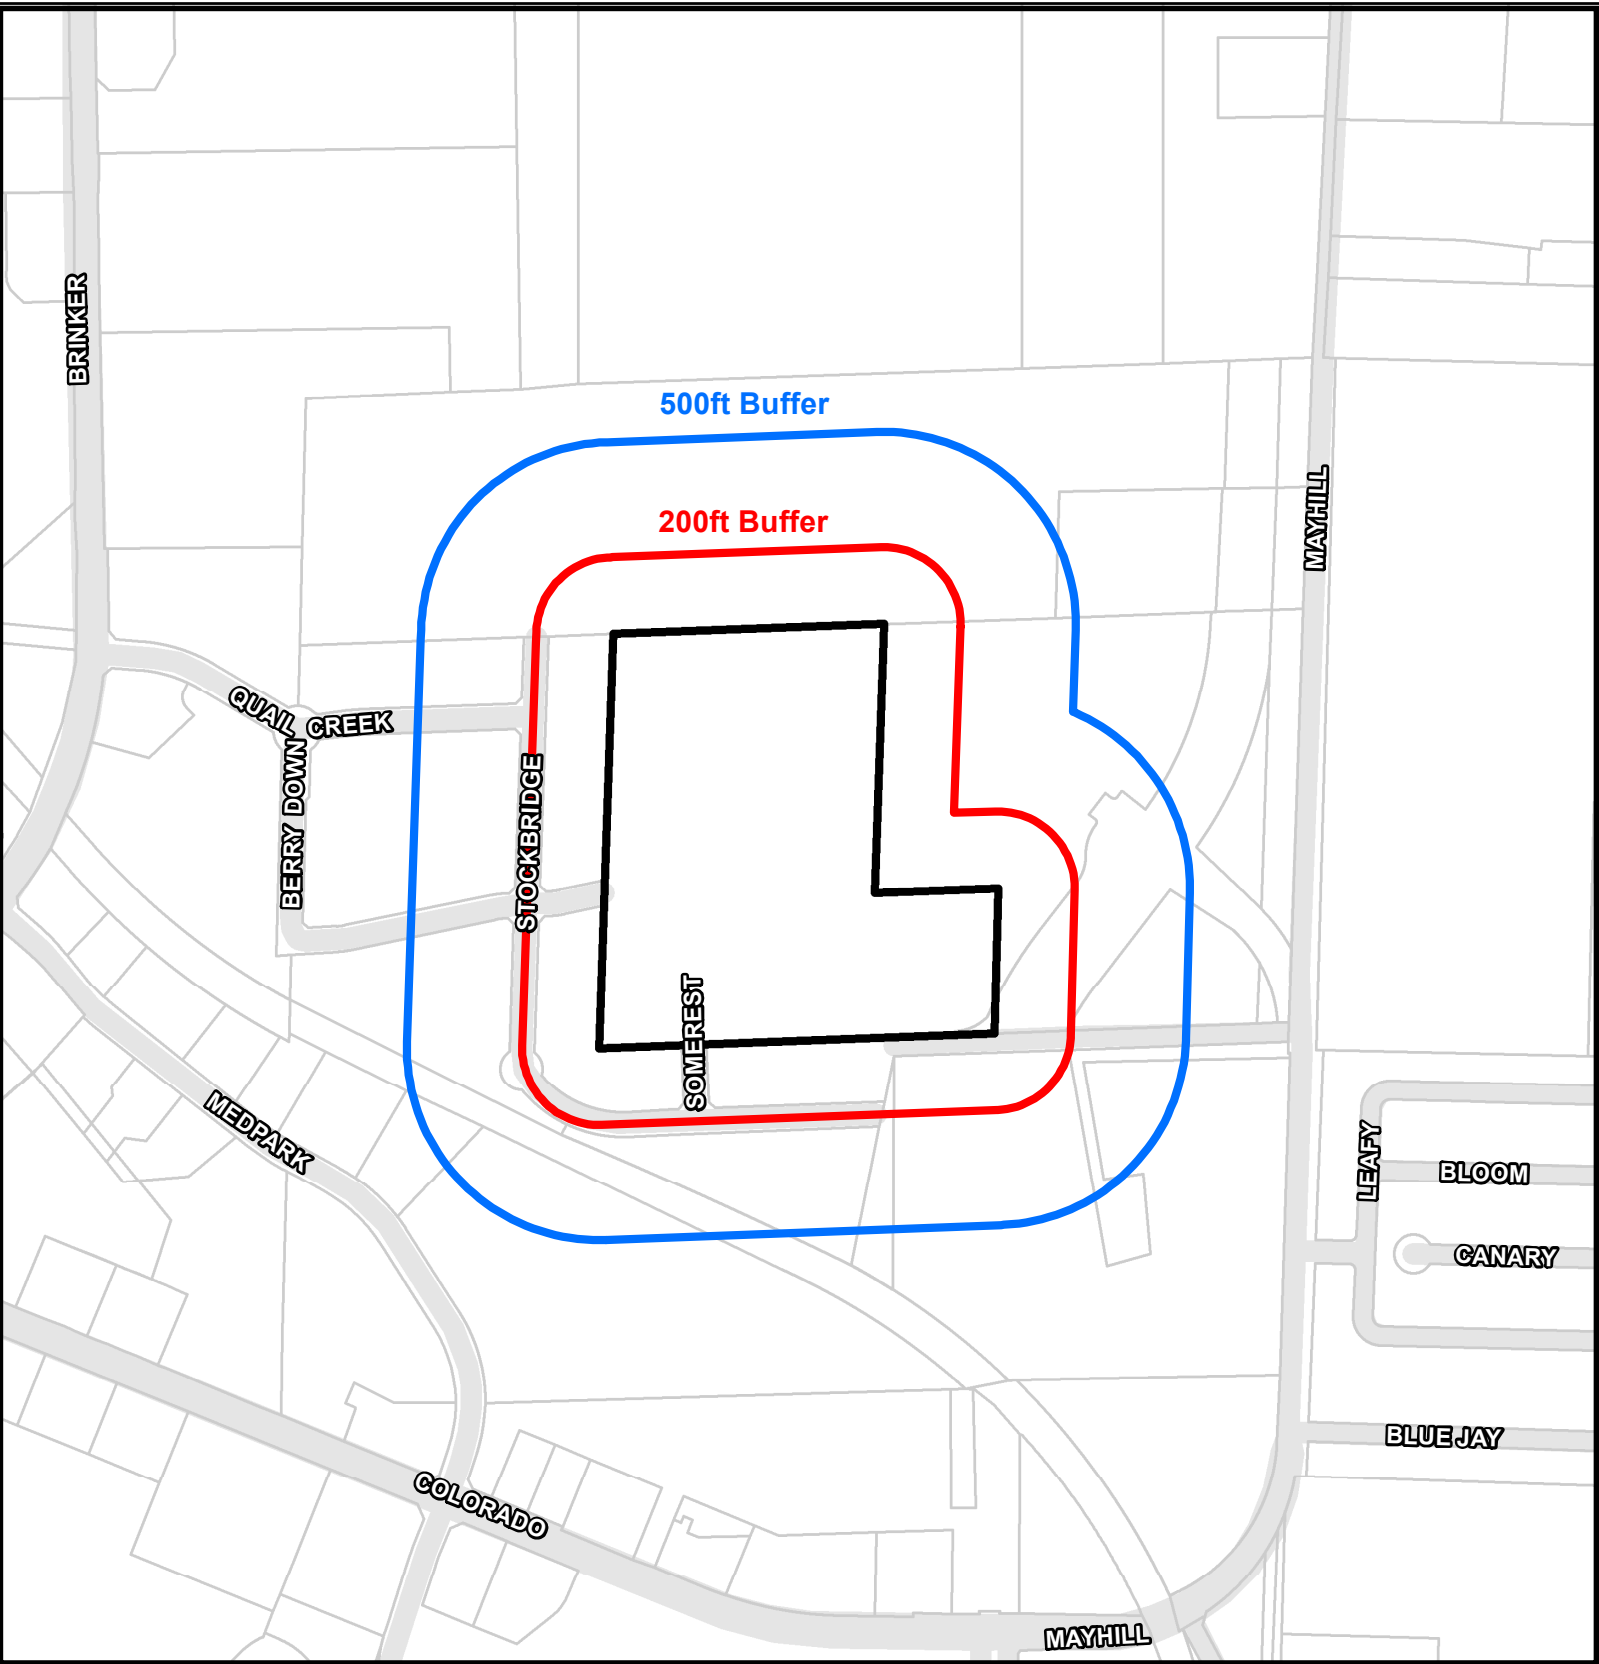 BRINKER
500ft Buffer
200ft Buffer
MAYHILL
QUAIL CREEK
BERRY DOWN
STOCKBRIDGE
SOMEREST
MEDPARK
LEAFY
BLOOM
CANARY
BLUE JAY
COLORADO
MAYHILL